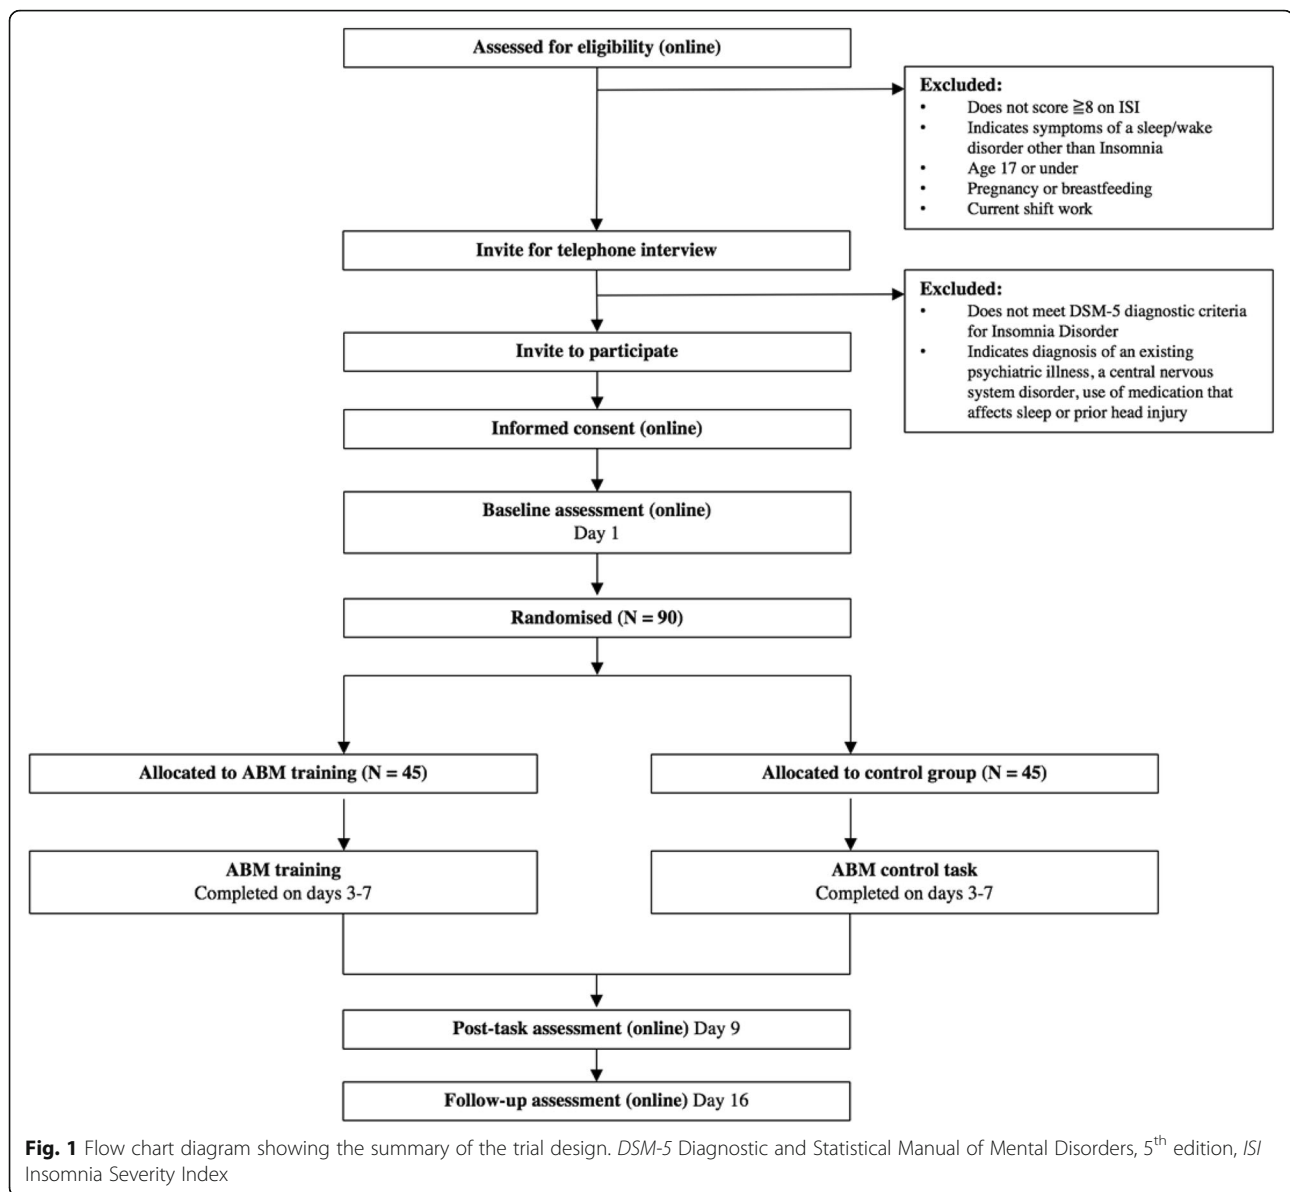 Assessed for eligibility (online)
Excluded:
• Does not score ≧8 on ISI
• Indicates symptoms of a sleep/wake
disorder other than Insomnia
• Age 17 or under
• Pregnancy or breastfeeding
• Current shift work
Invite for telephone interview
Excluded:
• Does not meet DSM-5 diagnostic criteria
for Insomnia Disorder
• Indicates diagnosis of an existing
psychiatric illness, a central nervous
system disorder, use of medication that
affects sleep or prior head injury
Invite to participate
Informed consent (online)
Baseline assessment (online)
Day 1
Randomised (N = 90)
Allocated to ABM training (N = 45)
Allocated to control group (N = 45)
ABM training
Completed on days 3-7
ABM control task
Completed on days 3-7
Post-task assessment (online) Day 9
Follow-up assessment (online) Day 16
Fig. 1 Flow chart diagram showing the summary of the trial design. DSM-5 Diagnostic and Statistical Manual of Mental Disorders, 5th edition, ISI
Insomnia Severity Index